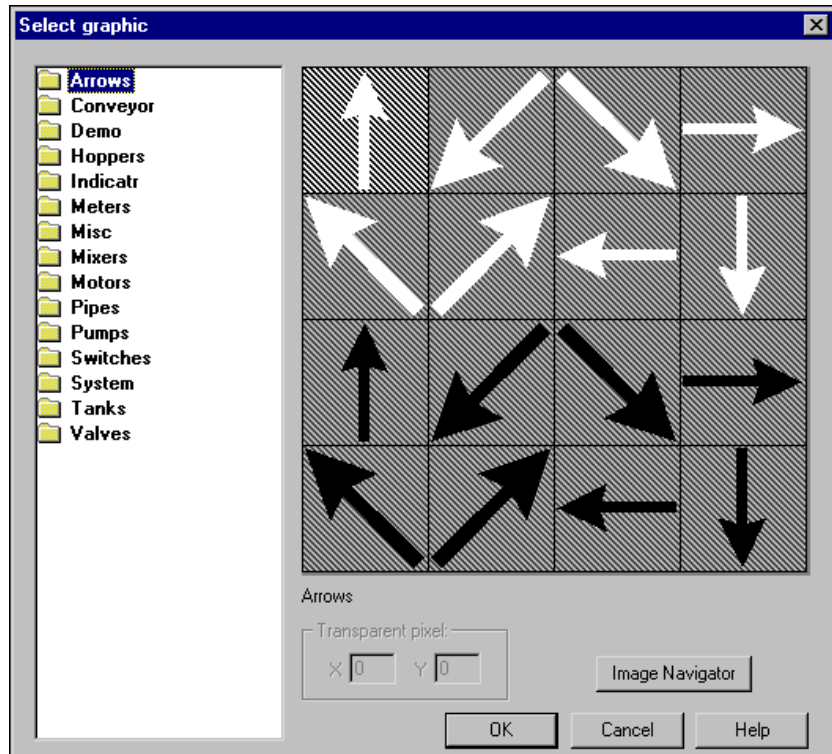 Select graphic
Arrows
Conveyor
Demo
Hoppers
Indicatr
Meters
Misc
Mixers
Motors
Pipes
Pumps
Switches
System
Tanks
Valves
Arrows
Transparent pixel:
X 0 Y 0
Image Navigator
OK Cancel Help